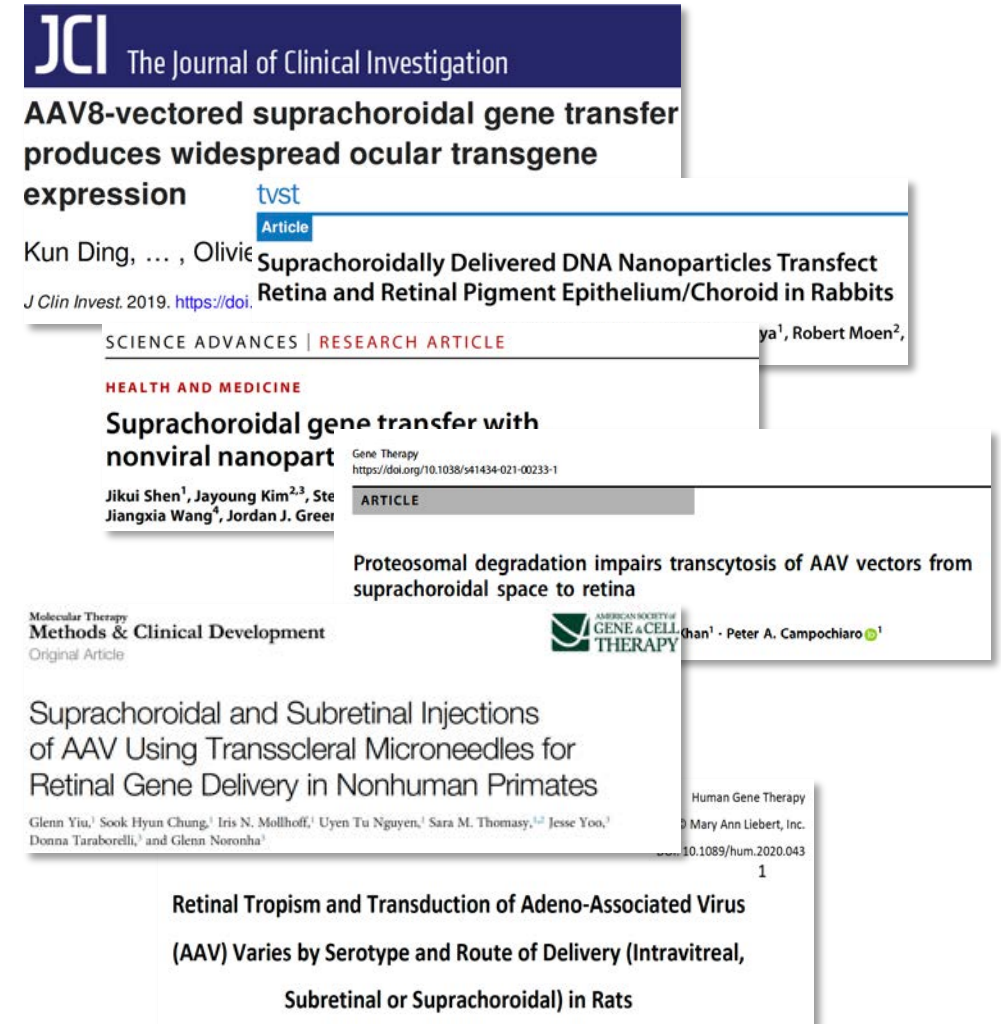 JCI The Journal of Clinical Investigation
AAV8-vectored suprachoroidal gene transfer
produces widespread ocular transgene
expression
Kun Ding, … , Olivie
J Clin Invest. 2019. https://doi.
tvst
Article
Suprachoroidally Delivered DNA Nanoparticles Transfect
Retina and Retinal Pigment Epithelium/Choroid in Rabbits
ya1, Robert Moen2,
SCIENCE ADVANCES | RESEARCH ARTICLE
HEALTH AND MEDICINE
Suprachoroidal gene transfer with
nonviral nanopart
Jikui Shen1, Jayoung Kim2,3, Ste
Jiangxia Wang4, Jordan J. Green
Gene Therapy
https://doi.org/10.1038/s41434-021-00233-1
ARTICLE
Proteosomal degradation impairs transcytosis of AAV vectors from
suprachoroidal space to retina
Khan1 · Peter A. Campochiaro iD 1
Molecular Therapy
Methods & Clinical Development
Original Article
AMERICAN SOCIETY of
GENE & CELL
THERAPY
Suprachoroidal and Subretinal Injections
of AAV Using Transscleral Microneedles for
Retinal Gene Delivery in Nonhuman Primates
Glenn Yiu,1 Sook Hyun Chung,1 Iris N. Mollhoff,1 Uyen Tu Nguyen,1 Sara M. Thomasy,1,2 Jesse Yoo,3
Donna Taraborelli,3 and Glenn Noronha3
Human Gene Therapy
© Mary Ann Liebert, Inc.
DOI: 10.1089/hum.2020.043
1
Retinal Tropism and Transduction of Adeno-Associated Virus
(AAV) Varies by Serotype and Route of Delivery (Intravitreal,
Subretinal or Suprachoroidal) in Rats